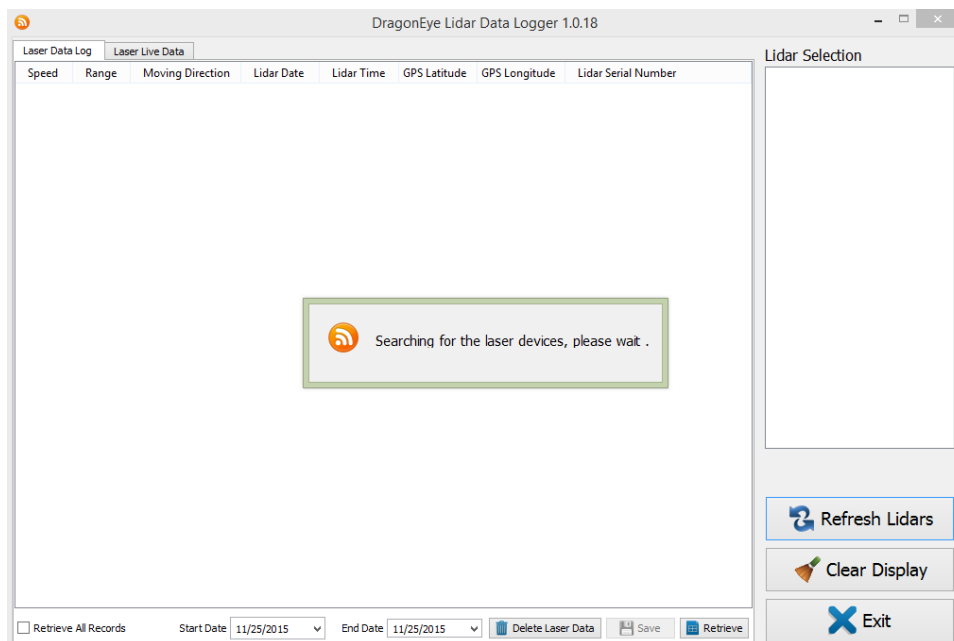 DragonEye Lidar Data Logger 1.0.18
Laser Data Log Laser Live Data
Lidar Selection
Speed Range Moving Direction Lidar Date Lidar Time GPS Latitude GPS Longitude Lidar Serial Number
Searching for the laser devices, please wait .
Refresh Lidars
Clear Display
Exit
Retrieve All Records Start Date 11/25/2015 End Date 11/25/2015 Delete Laser Data Save Retrieve